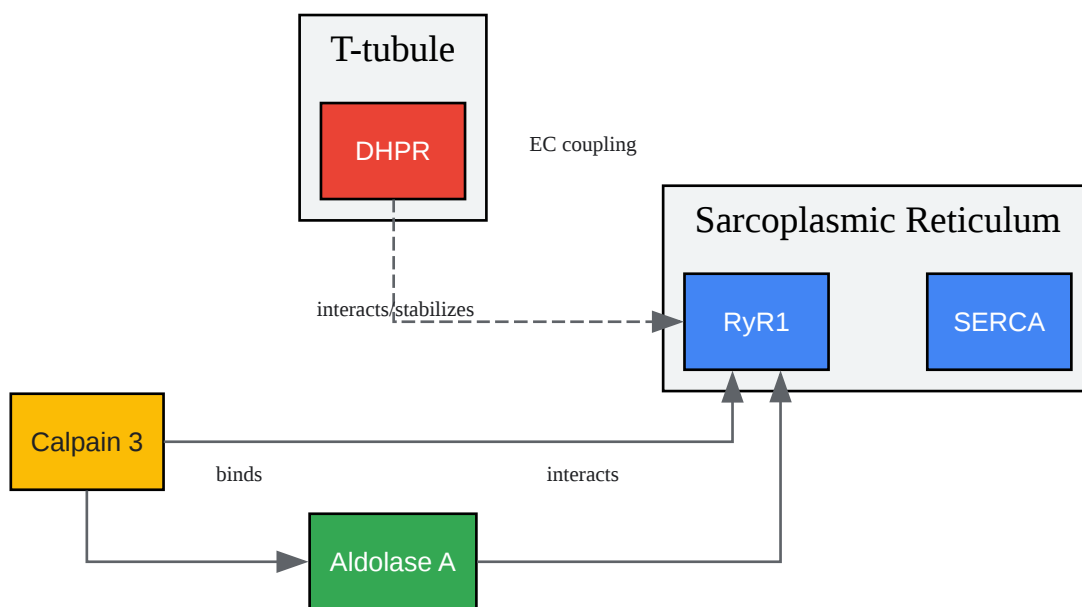 T-tubule
DHPR
EC coupling
Sarcoplasmic Reticulum
interacts/stabilizes
RyR1
SERCA
Calpain 3
binds
interacts
Aldolase A